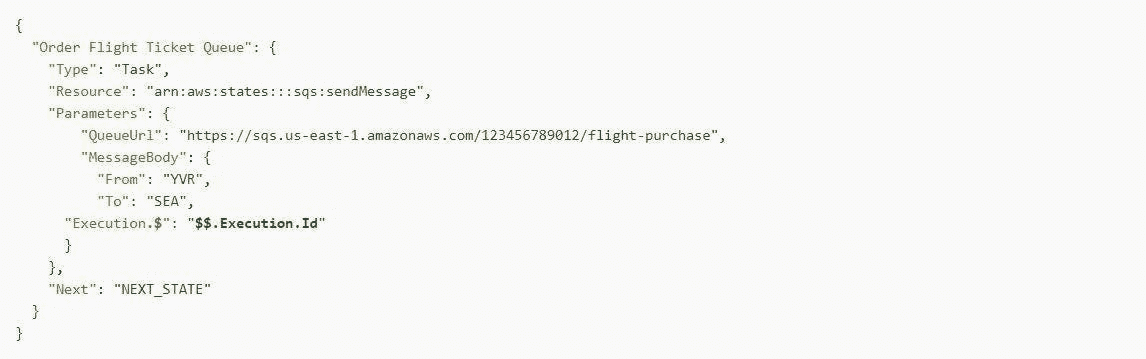 {
  "Order Flight Ticket Queue": {
    "Type": "Task",
    "Resource": "arn:aws:states:::sqs:sendMessage",
    "Parameters": {
        "QueueUrl": "https://sqs.us-east-1.amazonaws.com/123456789012/flight-purchase",
        "MessageBody": {
          "From": "YVR",
          "To": "SEA",
      "Execution.$": "$$.Execution.Id"
      }
    },
    "Next": "NEXT_STATE"
  }
}